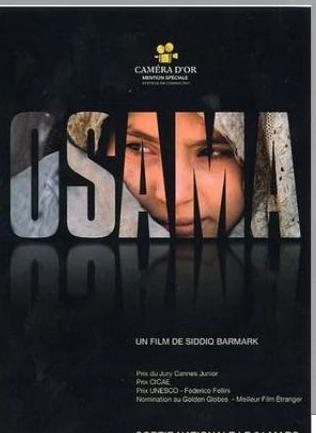 CAMÉRA D'OR
MENTION SPÉCIALE
OSAMA
UN FILM DE SIDDIQ BARMARK
Prix du Jury Cannes Junior
Prix CICAE
Prix UNESCO - Federico Fellini
Nomination au Golden Globes - Meilleur Film Étranger